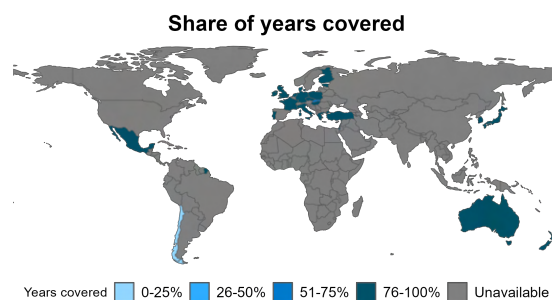 Share of years covered
Years covered 0-25% 26-50% 51-75% 76-100% Unavailable